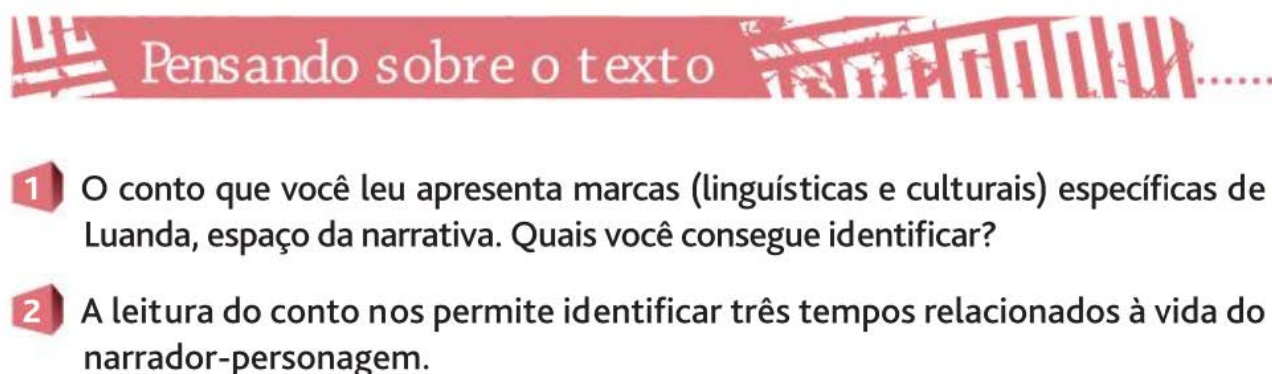 Pensando sobre o texto
1 O conto que você leu apresenta marcas (linguísticas e culturais) específicas de
Luanda, espaço da narrativa. Quais você consegue identificar?
2 A leitura do conto nos permite identificar três tempos relacionados à vida do
narrador-personagem.